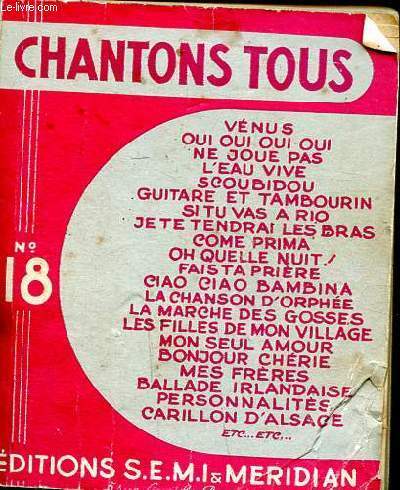 Le-livre.com
CHANTONS TOUS
VÉNUS
OUI OUI OUI OUI
NE JOUE PAS
L'EAU VIVE
SCOUBIDOU
GUITARE ET TAMBOURIN
SI TU VAS A RIO
JE TE TENDRAI LES BRAS
COME PRIMA
OH QUELLE NUIT!
FAIS TA PRIÈRE
CIAO CIAO BAMBINA
LA CHANSON D'ORPHÉE
LA MARCHE DES GOSSES
LES FILLES DE MON VILLAGE
MON SEUL AMOUR
BONJOUR CHÉRIE
MES FRÈRES
BALLADE IRLANDAISE
PERSONNALITÉS
CARILLON D'ALSACE
ETC... ETC...
No
18
ÉDITIONS S.E.M.I & MERIDIAN